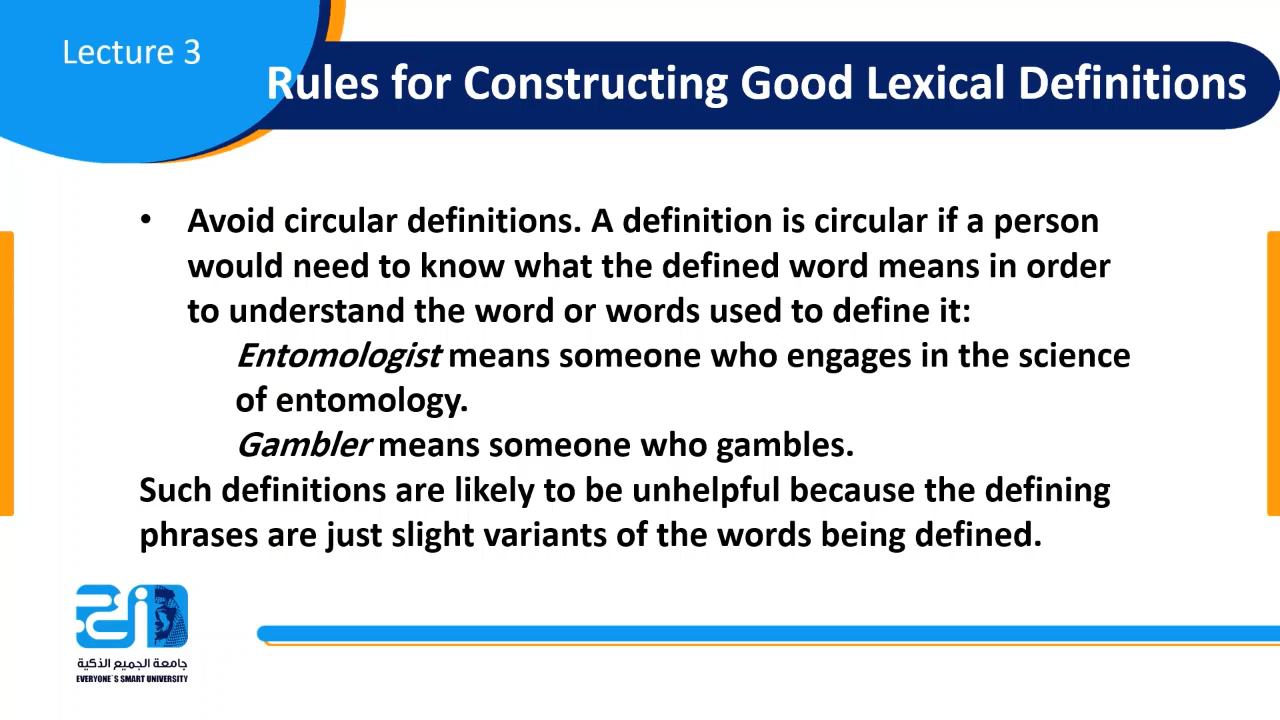 Lecture 3
Rules for Constructing Good Lexical Definitions
• Avoid circular definitions. A definition is circular if a person
would need to know what the defined word means in order
to understand the word or words used to define it:
Entomologist means someone who engages in the science
of entomology.
Gambler means someone who gambles.
Such definitions are likely to be unhelpful because the defining
phrases are just slight variants of the words being defined.
جامعة الجميع الذكية
EVERYONE`S SMART UNIVERSITY